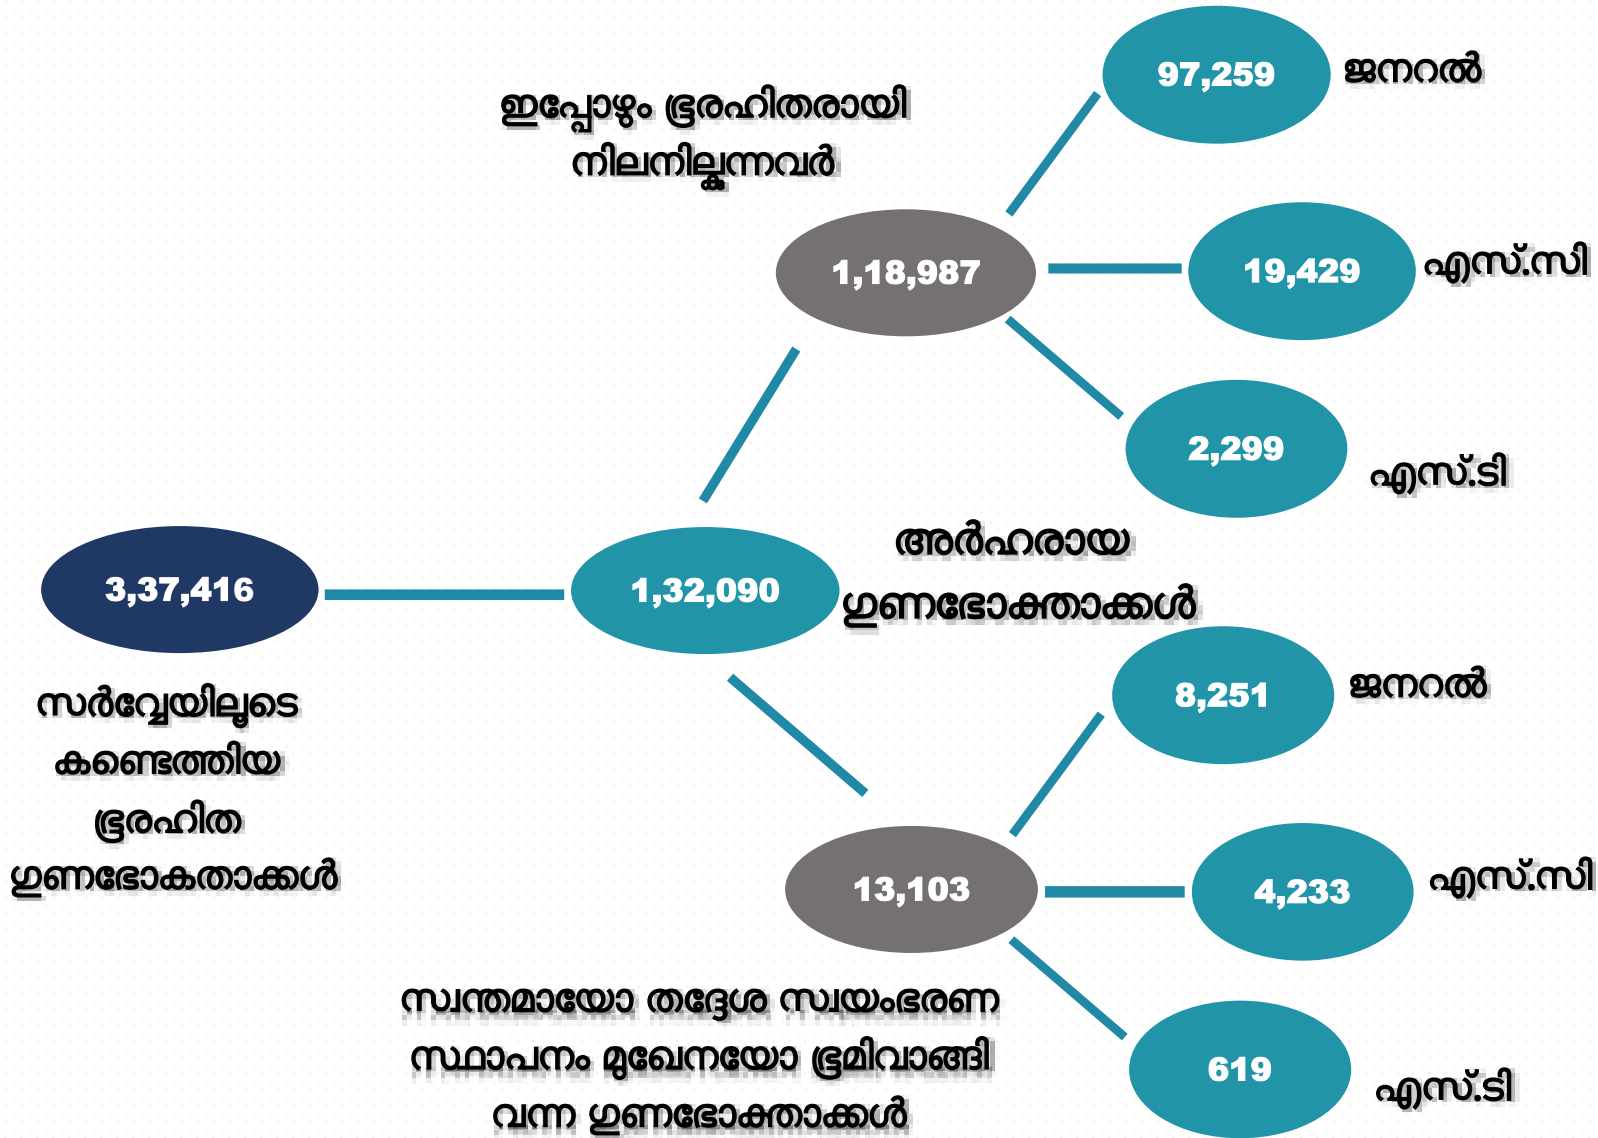 97,259
ജനറൽ
ഇപ്പോഴും ഭൂരഹിതരായി
നിലനില്ക്കുന്നവർ
1,18,987
19,429
എസ്.സി
2,299
എസ്.ടി
3,37,416
സർവ്വേയിലൂടെ
കണ്ടെത്തിയ
ഭൂരഹിത
ഗുണഭോകതാക്കൾ
1,32,090
അർഹരായ
ഗുണഭോക്താക്കൾ
8,251
ജനറൽ
13,103
4,233
എസ്.സി
സ്വന്തമായോ തദ്ദേശ സ്വയംഭരണ
സ്ഥാപനം മുഖേനയോ ഭൂമിവാങ്ങി
വന്ന ഗുണഭോക്താക്കൾ
619
എസ്.ടി